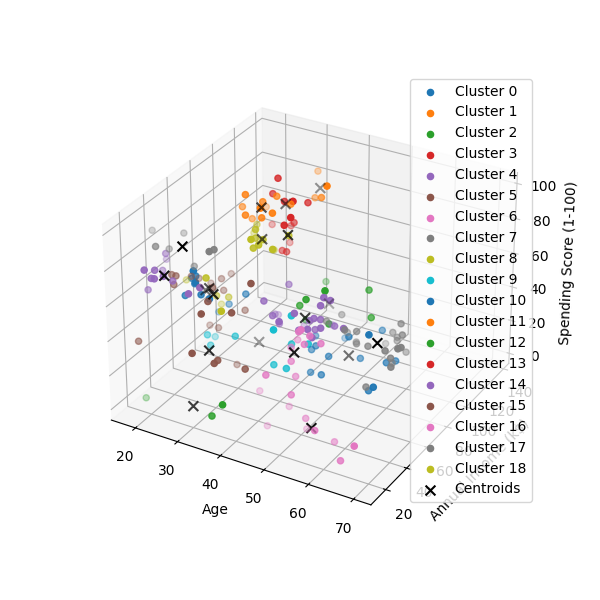 Cluster 0
Cluster 1
Cluster 2
Cluster 3
Cluster 4
Cluster 5
Cluster 6
Cluster 7
Cluster 8
Cluster 9
Cluster 10
Cluster 11
Cluster 12
Cluster 13
Cluster 14
Cluster 15
Cluster 16
Cluster 17
Cluster 18
Centroids
Spending Score (1-100)
100
80
60
40
20
0
140
120
100
60
20
Annual Income (k
20
30
40
50
60
70
Age